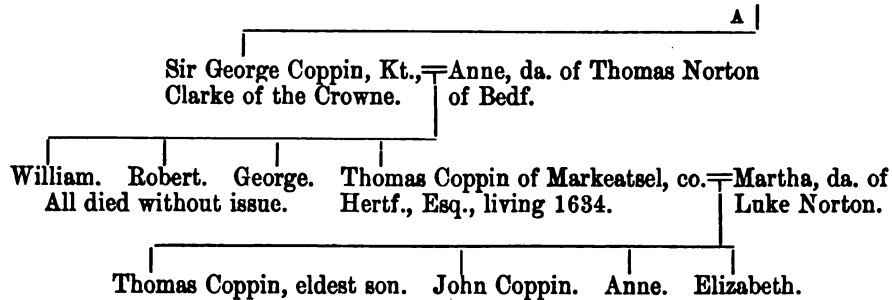 A
Sir George Coppin, Kt., Anne, da. of Thomas Norton
Clarke of the Crowne. of Bedf.
William. Robert. George. Thomas Coppin of Markeatsel, co. Martha, da. of
All died without issue. Hertf., Esq., living 1634. Luke Norton.
Thomas Coppin, eldest son. John Coppin. Anne. Elizabeth.